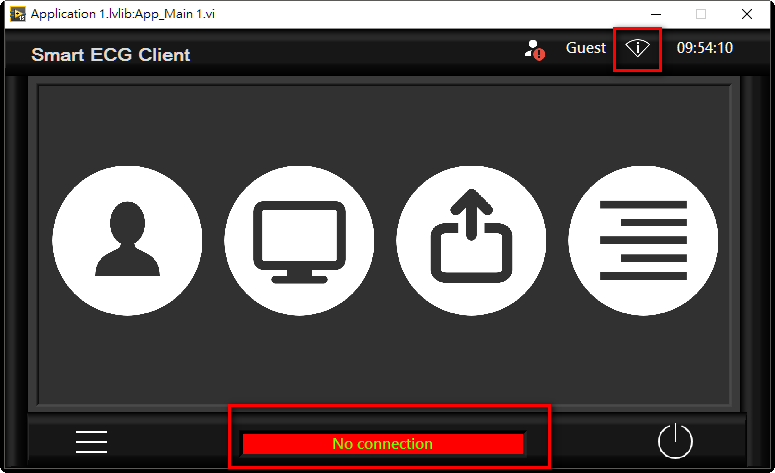 Application 1.lvlib:App_Main 1.vi
Smart ECG Client
Guest
09:54:10
No connection